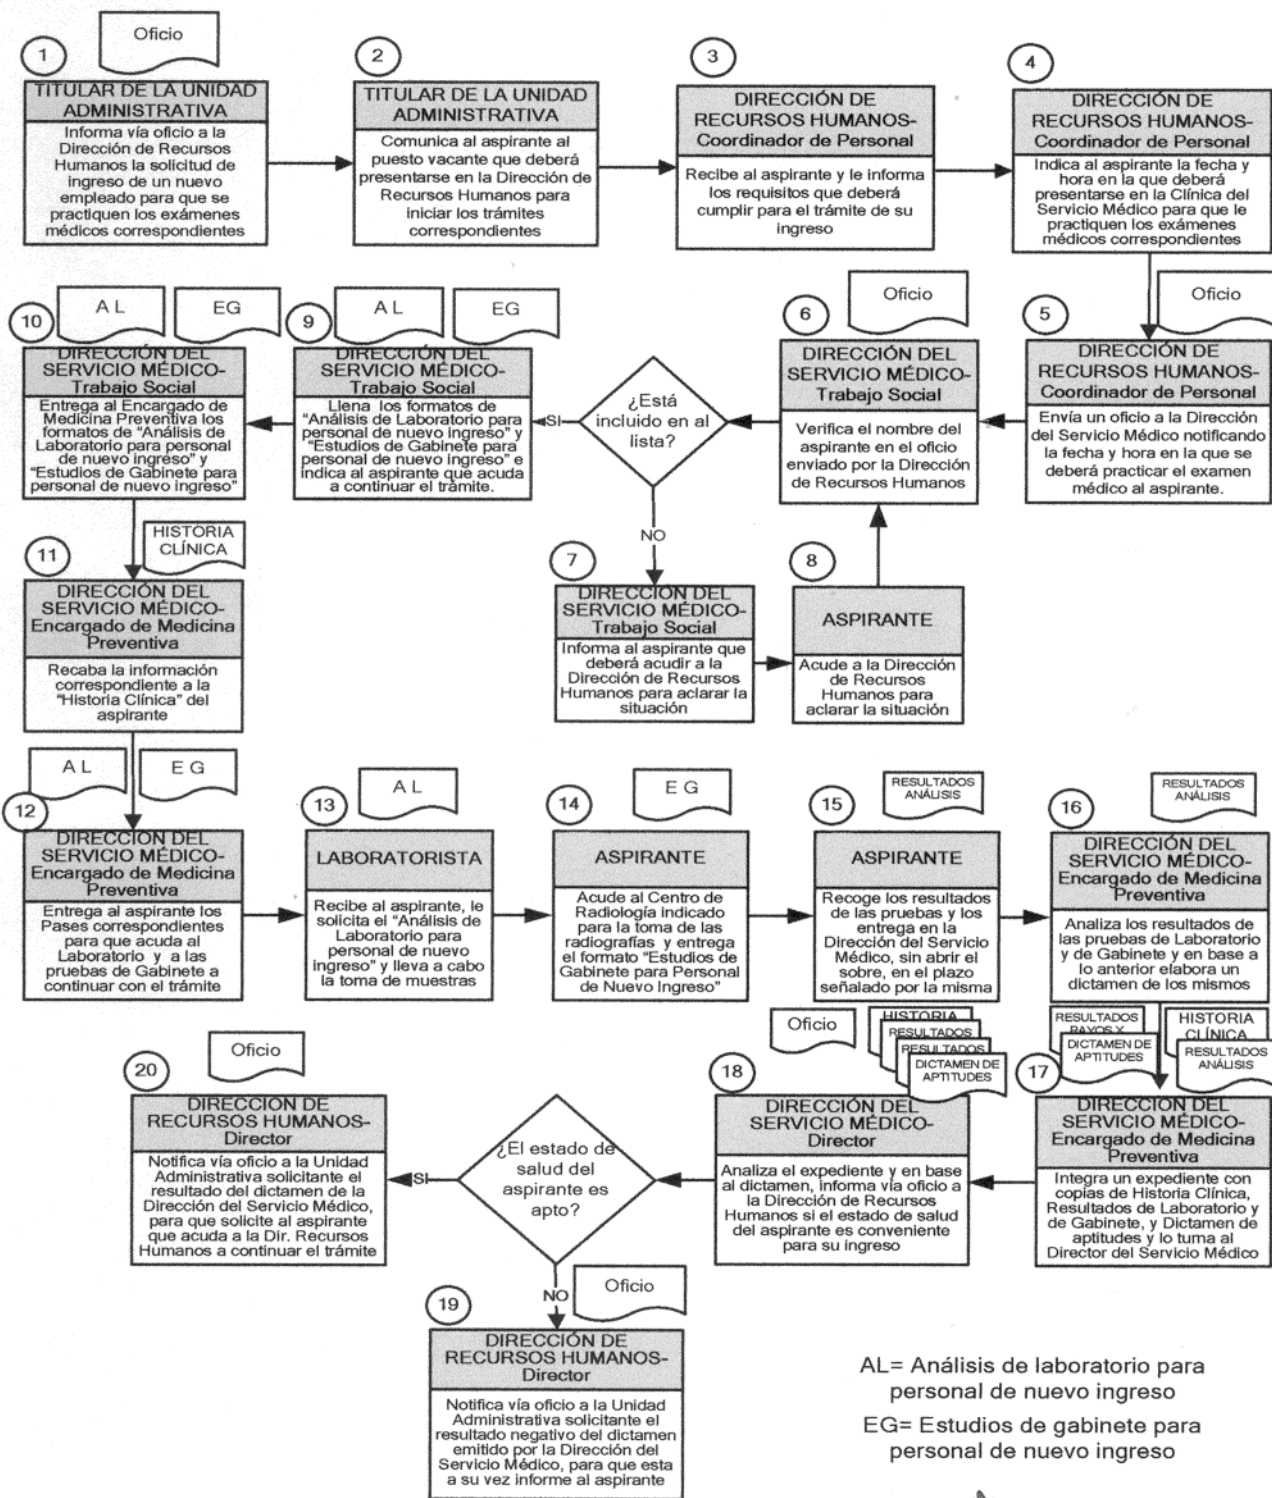 Oficio
1
TITULAR DE LA UNIDAD
ADMINISTRATIVA
Informa vía oficio a la
Dirección de Recursos
Humanos la solicitud de
ingreso de un nuevo
empleado para que se
practiquen los exámenes
médicos correspondientes
2
TITULAR DE LA UNIDAD
ADMINISTRATIVA
Comunica al aspirante al
puesto vacante que deberá
presentarse en la Dirección de
Recursos Humanos para
iniciar los trámites
correspondientes
3
DIRECCIÓN DE
RECURSOS HUMANOS-
Coordinador de Personal
Recibe al aspirante y le informa
los requisitos que deberá
cumplir para el trámite de su
ingreso
4
DIRECCIÓN DE
RECURSOS HUMANOS-
Coordinador de Personal
Indica al aspirante la fecha y
hora en la que deberá
presentarse en la Clínica del
Servicio Médico para que le
practiquen los exámenes
médicos correspondientes
Oficio
5
DIRECCIÓN DE
RECURSOS HUMANOS-
Coordinador de Personal
Envía un oficio a la Dirección
del Servicio Médico notificando
la fecha y hora en la que se
deberá practicar el examen
médico al aspirante.
Oficio
6
DIRECCIÓN DEL
SERVICIO MÉDICO-
Trabajo Social
Verifica el nombre del
aspirante en el oficio
enviado por la Dirección
de Recursos Humanos
¿Está
incluido en al
lista?
SI
NO
7
DIRECCIÓN DEL
SERVICIO MÉDICO-
Trabajo Social
Informa al aspirante que
deberá acudir a la
Dirección de Recursos
Humanos para aclarar la
situación
8
ASPIRANTE
Acude a la Dirección
de Recursos
Humanos para
aclarar la situación
A L
EG
9
DIRECCIÓN DEL
SERVICIO MÉDICO-
Trabajo Social
Llena los formatos de
"Análisis de Laboratorio para
personal de nuevo ingreso" y
"Estudios de Gabinete para
personal de nuevo ingreso" e
indica al aspirante que acuda
a continuar el trámite.
A L
EG
10
DIRECCIÓN DEL
SERVICIO MÉDICO-
Trabajo Social
Entrega al Encargado de
Medicina Preventiva los
formatos de "Análisis de
Laboratorio para personal
de nuevo ingreso" y
"Estudios de Gabinete para
personal de nuevo ingreso"
HISTORIA
CLÍNICA
11
DIRECCIÓN DEL
SERVICIO MÉDICO-
Encargado de Medicina
Preventiva
Recaba la información
correspondiente a la
"Historia Clínica" del
aspirante
A L
E G
12
DIRECCIÓN DEL
SERVICIO MÉDICO-
Encargado de Medicina
Preventiva
Entrega al aspirante los
Pases correspondientes
para que acuda al
Laboratorio y a las
las pruebas de Gabinete a
continuar con el trámite
A L
13
LABORATORISTA
Recibe al aspirante, le
solicita el "Análisis de
Laboratorio para
personal de nuevo
ingreso" y lleva a cabo
la toma de muestras
E G
14
ASPIRANTE
Acude al Centro de
Radiología indicado
para la toma de las
radiografías y entrega
el formato "Estudios de
Gabinete para Personal
de Nuevo Ingreso"
RESULTADOS
ANÁLISIS
15
ASPIRANTE
Recoge los resultados
de las pruebas y los
entrega en la
Dirección del Servicio
Médico, sin abrir el
sobre, en el plazo
señalado por la misma
RESULTADOS
ANÁLISIS
16
DIRECCIÓN DEL
SERVICIO MÉDICO-
Encargado de Medicina
Preventiva
Analiza los resultados de
las pruebas de Laboratorio
y de Gabinete y en base a
lo anterior elabora un
dictamen de los mismos
RESULTADOS
RAYOS X
DICTAMEN DE
APTITUDES
HISTORIA
CLÍNICA
RESULTADOS
ANÁLISIS
17
DIRECCIÓN DEL
SERVICIO MÉDICO-
Encargado de Medicina
Preventiva
Integra un expediente con
copias de Historia Clínica,
Resultados de Laboratorio y
de Gabinete, y Dictamen de
aptitudes y lo turna al
Director del Servicio Médico
Oficio
HISTORIA
RESULTADOS
RESULTADOS
DICTAMEN DE
APTITUDES
18
DIRECCIÓN DEL
SERVICIO MÉDICO-
Director
Analiza el expediente y en base
al dictamen, informa vía oficio a
la Dirección de Recursos
Humanos si el estado de salud
del aspirante es conveniente
para su ingreso
¿El estado de
salud del
aspirante es
apto?
SI
NO
Oficio
19
DIRECCIÓN DE
RECURSOS HUMANOS-
Director
Notifica vía oficio a la Unidad
Administrativa solicitante el
resultado negativo del dictamen
emitido por la Dirección del
Servicio Médico, para que esta
a su vez informe al aspirante
Oficio
20
DIRECCION DE
RECURSOS HUMANOS-
Director
Notifica vía oficio a la Unidad
Administrativa solicitante el
resultado del dictamen de la
Dirección del Servicio Médico,
para que solicite al aspirante
que acuda a la Dir. Recursos
Humanos a continuar el trámite
AL= Análisis de laboratorio para
personal de nuevo ingreso
EG= Estudios de gabinete para
personal de nuevo ingreso